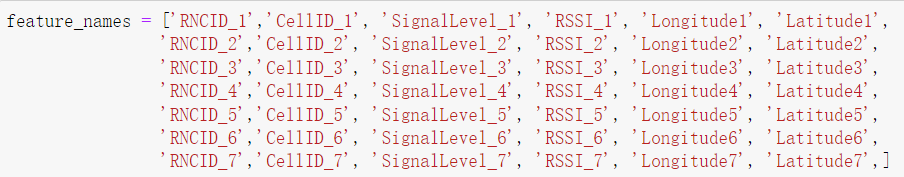 feature_names = ['RNCID_1','CellID_1', 'SignalLevel_1', 'RSSI_1', 'Longitude1', 'Latitude1',
'RNCID_2','CellID_2', 'SignalLevel_2', 'RSSI_2', 'Longitude2', 'Latitude2',
'RNCID_3','CellID_3', 'SignalLevel_3', 'RSSI_3', 'Longitude3', 'Latitude3',
'RNCID_4','CellID_4', 'SignalLevel_4', 'RSSI_4', 'Longitude4', 'Latitude4',
'RNCID_5','CellID_5', 'SignalLevel_5', 'RSSI_5', 'Longitude5', 'Latitude5',
'RNCID_6','CellID_6', 'SignalLevel_6', 'RSSI_6', 'Longitude6', 'Latitude6',
'RNCID_7','CellID_7', 'SignalLevel_7', 'RSSI_7', 'Longitude7', 'Latitude7',]